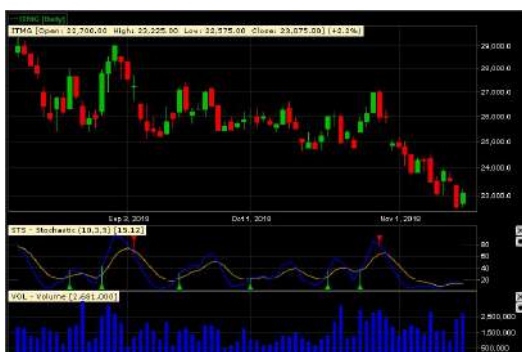 ITMG [Daily]
ITMG [Open: 22,700.00 High: 23,225.00 Low: 22,575.00 Close: 23,075.00] (+2.2%)
29,000.0
28,000.0
27,000.0
26,000.0
25,000.0
24,000.0
23,000.0
Sep 2, 2019
Oct 1, 2019
Nov 1, 2019
STS - Stochastic (10,3,3) [15.12]
80
60
40
20
VOL - Volume [2.681.000]
2,500,000
1,500,000
500,000